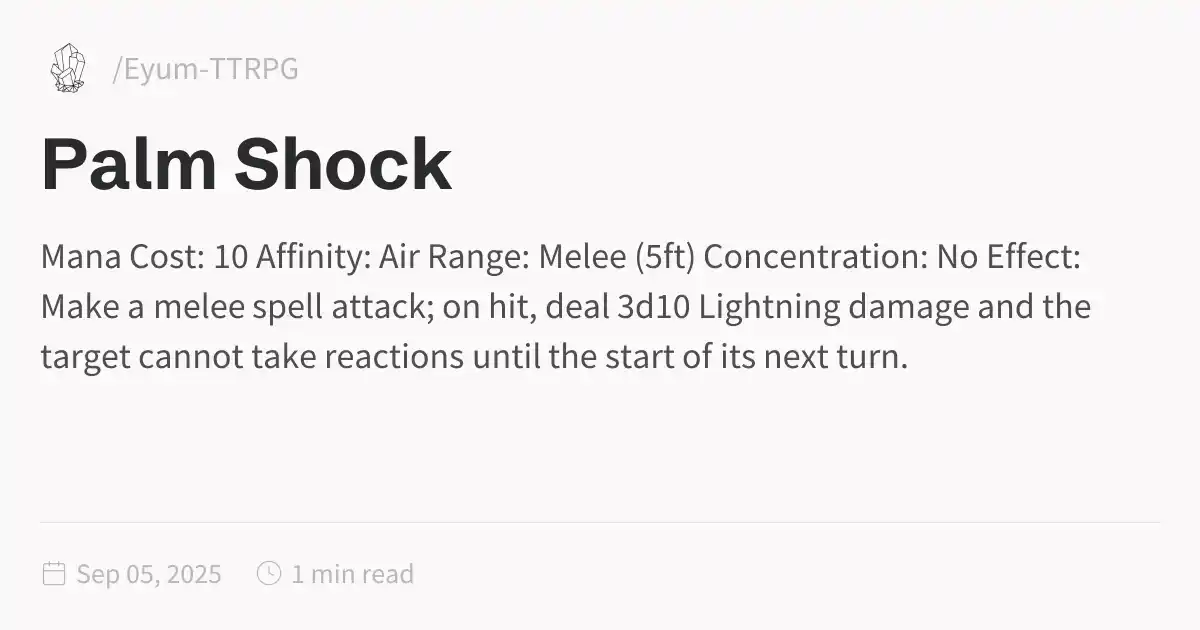 /Eyum-TTRPG
Palm Shock
Mana Cost: 10 Affinity: Air Range: Melee (5ft) Concentration: No Effect:
Make a melee spell attack; on hit, deal 3d10 Lightning damage and the
target cannot take reactions until the start of its next turn.
Sep 05, 2025 1 min read